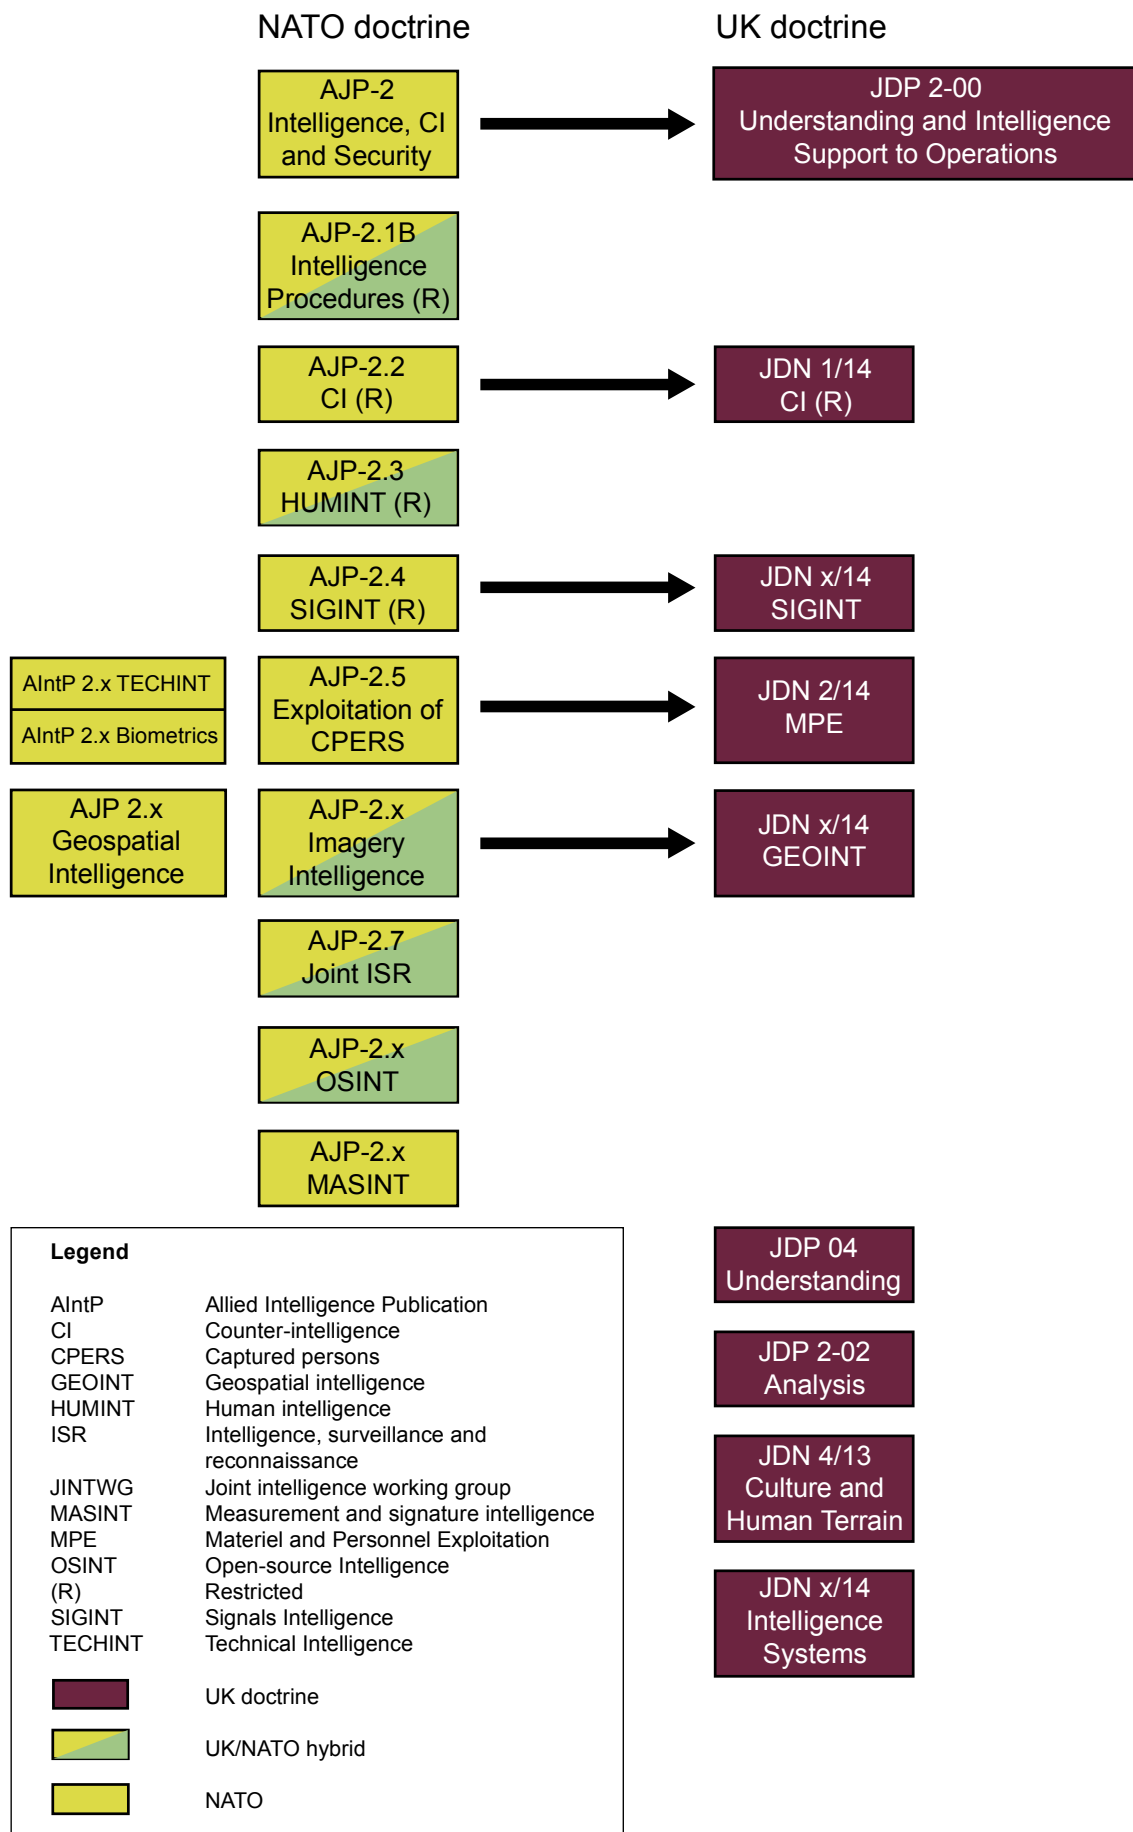 NATO doctrine
UK doctrine
AJP-2
Intelligence, CI
and Security
JDP 2-00
Understanding and Intelligence
Support to Operations
AJP-2.1B
Intelligence
Procedures (R)
AJP-2.2
CI (R)
JDN 1/14
CI (R)
AJP-2.3
HUMINT (R)
AJP-2.4
SIGINT (R)
JDN x/14
SIGINT
AIntP 2.x TECHINT
AIntP 2.x Biometrics
AJP-2.5
Exploitation of
CPERS
JDN 2/14
MPE
AJP 2.x
Geospatial
Intelligence
AJP-2.x
Imagery
Intelligence
JDN x/14
GEOINT
AJP-2.7
Joint ISR
AJP-2.x
OSINT
AJP-2.x
MASINT
JDP 04
Understanding
JDP 2-02
Analysis
JDN 4/13
Culture and
Human Terrain
JDN x/14
Intelligence
Systems
Legend
AIntP Allied Intelligence Publication
CI Counter-intelligence
CPERS Captured persons
GEOINT Geospatial intelligence
HUMINT Human intelligence
ISR Intelligence, surveillance and
reconnaissance
JINTWG Joint intelligence working group
MASINT Measurement and signature intelligence
MPE Materiel and Personnel Exploitation
OSINT Open-source Intelligence
(R) Restricted
SIGINT Signals Intelligence
TECHINT Technical Intelligence
UK doctrine
UK/NATO hybrid
NATO